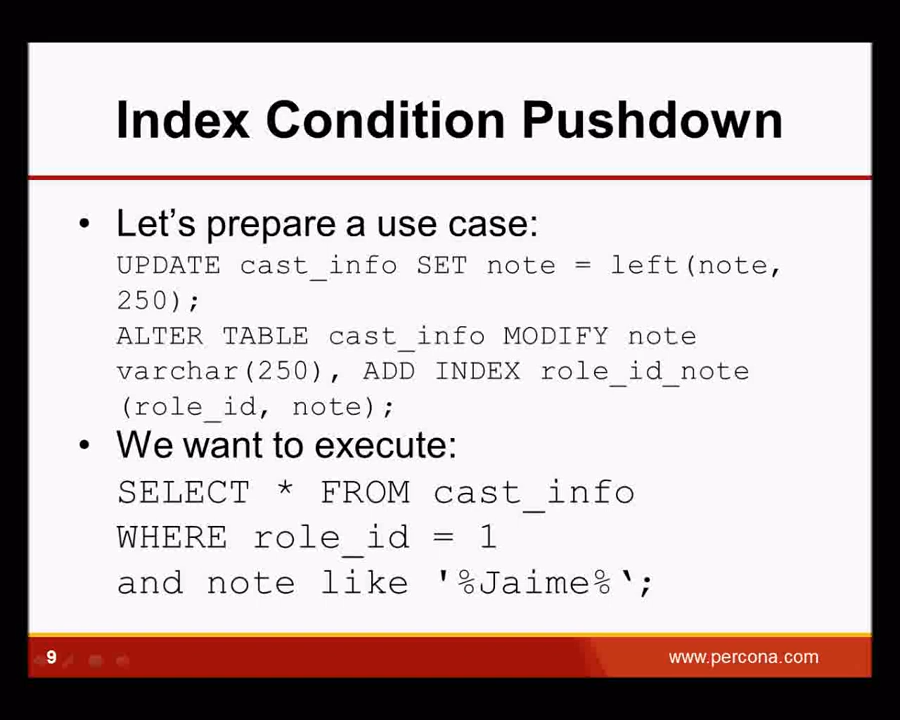 Index Condition Pushdown
• Let's prepare a use case:
UPDATE cast_info SET note = left(note,
250);
ALTER TABLE cast_info MODIFY note
varchar(250), ADD INDEX role_id_note
(role_id, note);
• We want to execute:
SELECT * FROM cast_info
WHERE role_id = 1
and note like '%Jaime%‛;
9
www.percona.com